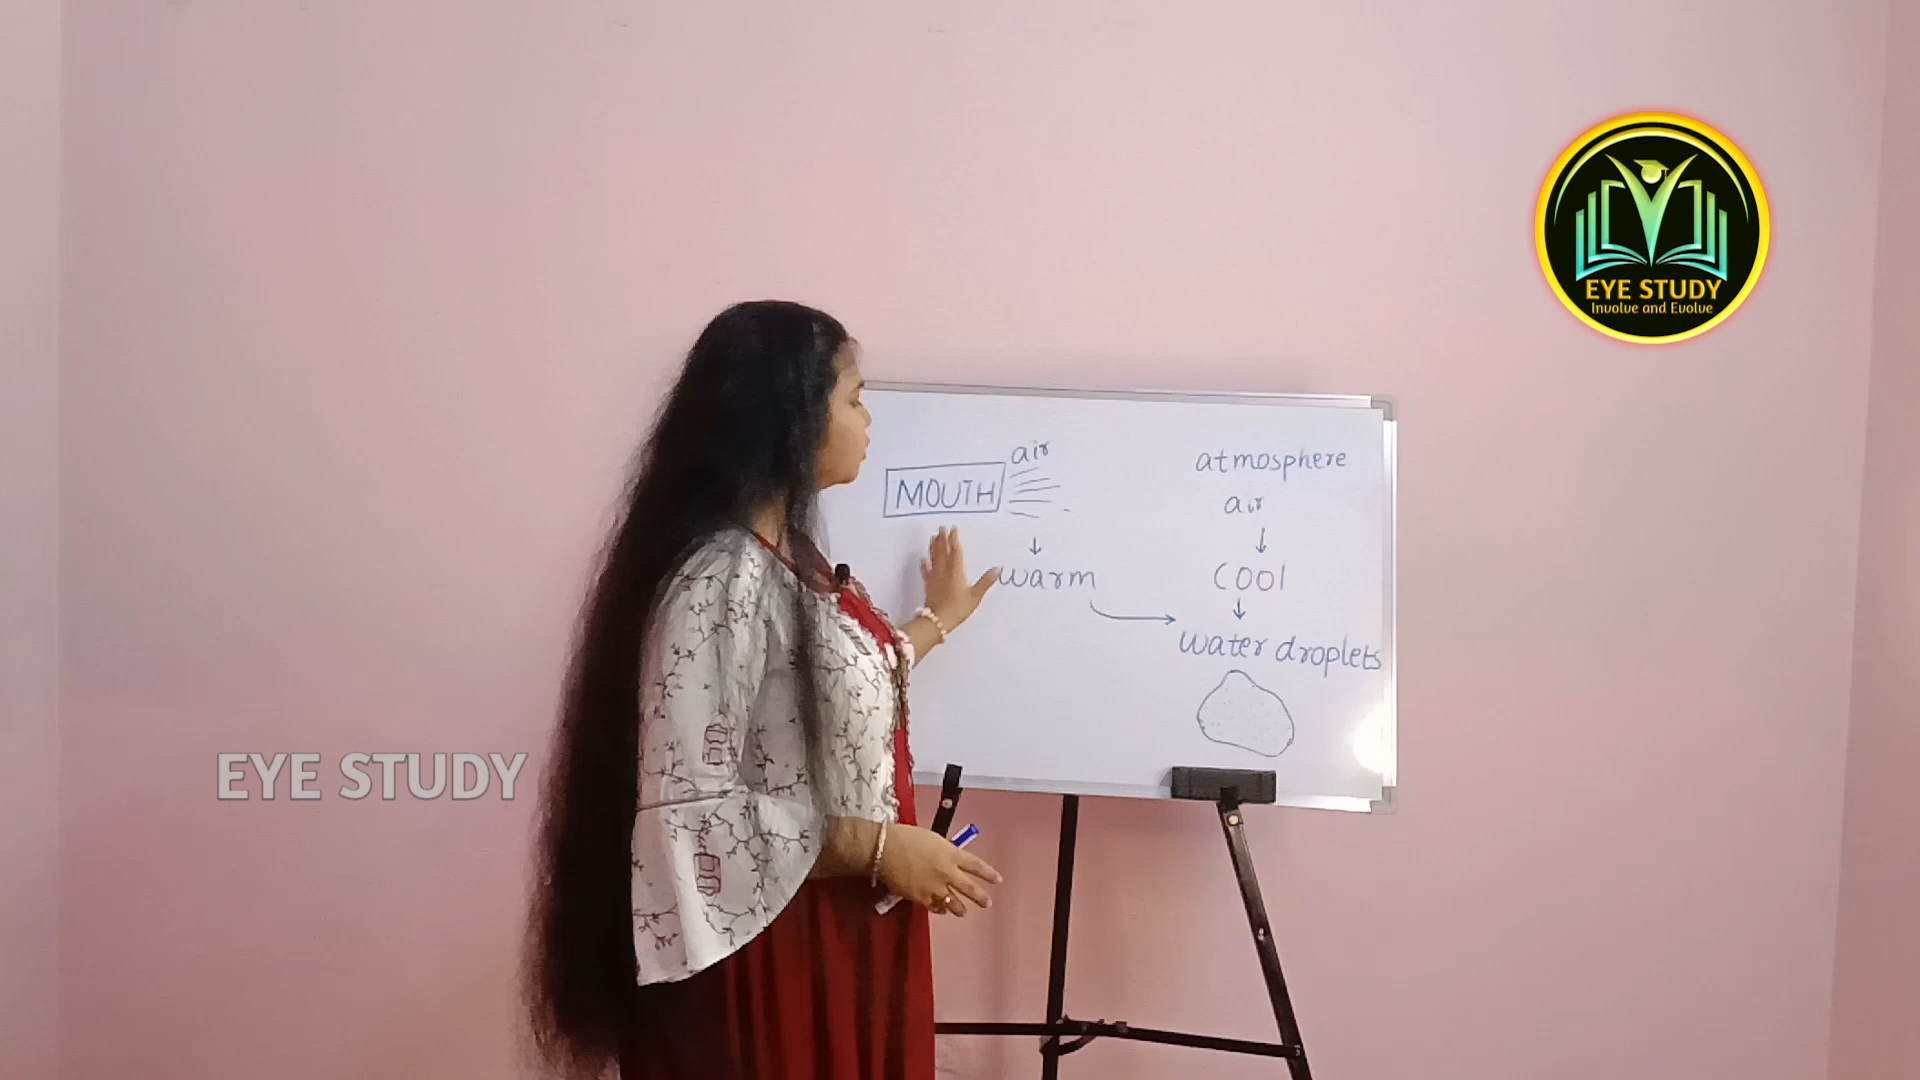 EYE STUDY
Involve and Evolve
air
MOUTH
warm
atmosphere
air
cool
water droplets
EYE STUDY